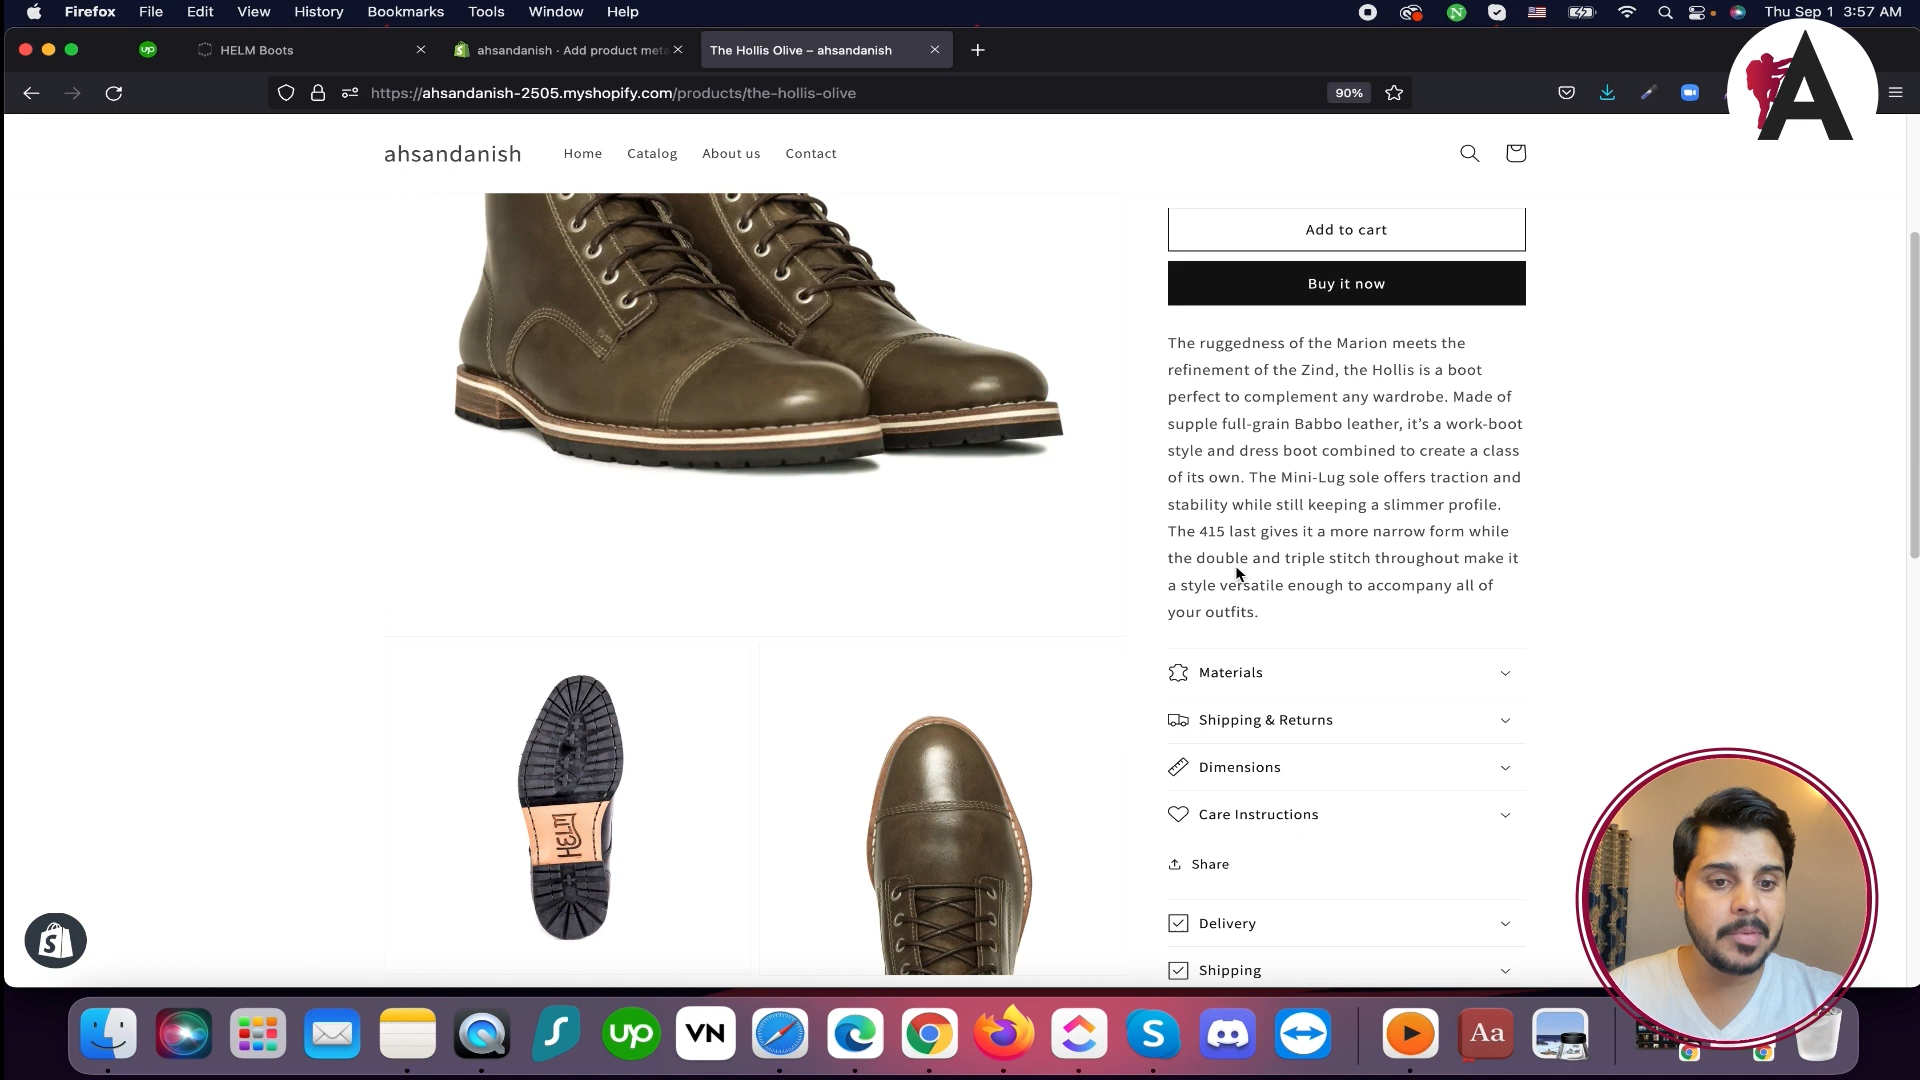 Firefox File Edit View History Bookmarks Tools Window Help Thu Sep 1 3:57 AM
up HELM Boots ahsandanish · Add product meta The Hollis Olive – ahsandanish
https://ahsandanish-2505.myshopify.com/products/the-hollis-olive 90%
A
ahsandanish Home Catalog About us Contact
Add to cart
Buy it now
The ruggedness of the Marion meets the
refinement of the Zind, the Hollis is a boot
perfect to complement any wardrobe. Made of
supple full-grain Babbo leather, it’s a work-boot
style and dress boot combined to create a class
of its own. The Mini-Lug sole offers traction and
stability while still keeping a slimmer profile.
The 415 last gives it a more narrow form while
the double and triple stitch throughout make it
a style versatile enough to accompany all of
your outfits.
Materials
Shipping & Returns
Dimensions
Care Instructions
Share
Delivery
Shipping
HELM
up VN S Aa